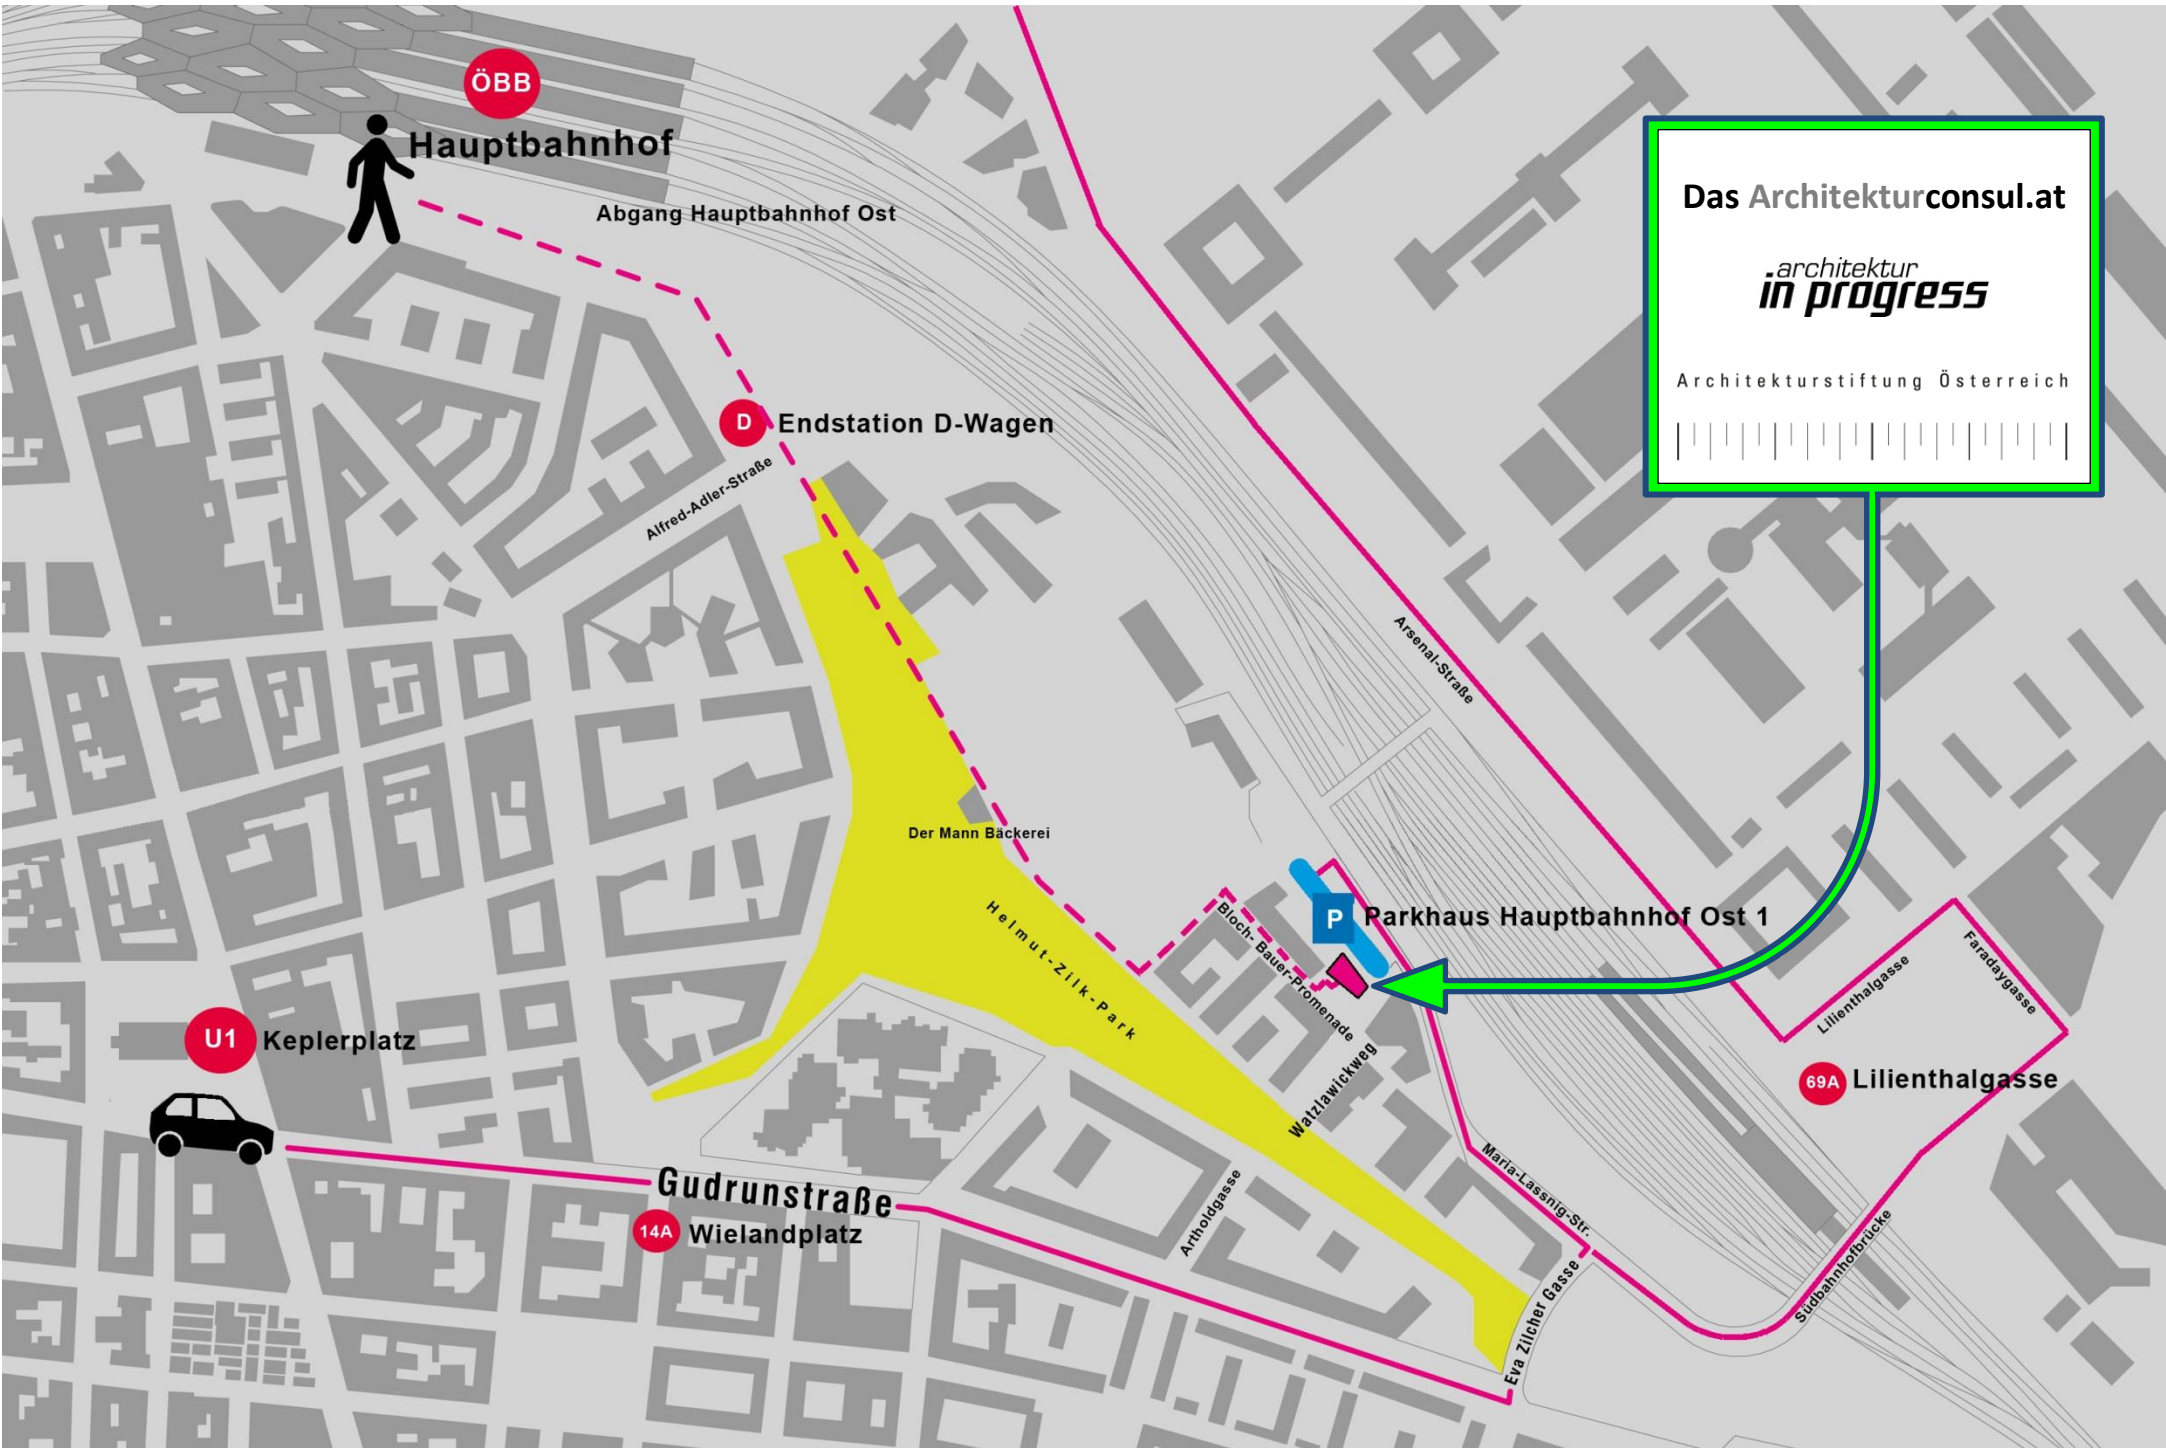 ÖBB
Hauptbahnhof
Abgang Hauptbahnhof Ost
Das Architekturconsul.at
architektur
in progress
Architekturstiftung Österreich
D
Endstation D-Wagen
Alfred-Adler-Straße
Arsenal-Straße
Der Mann Bäckerei
Helmut-Zilk-Park
Bloch- Bauer-Promenade
P
Parkhaus Hauptbahnhof Ost 1
Lilienthalgasse
Faradaygasse
U1
Keplerplatz
69A
Lilienthalgasse
Watzlawickweg
Maria-Lassnig-Str.
Gudrunstraße
14A
Wielandplatz
Artholdgasse
Südbahnhofbrücke
Eva Zilcher Gasse